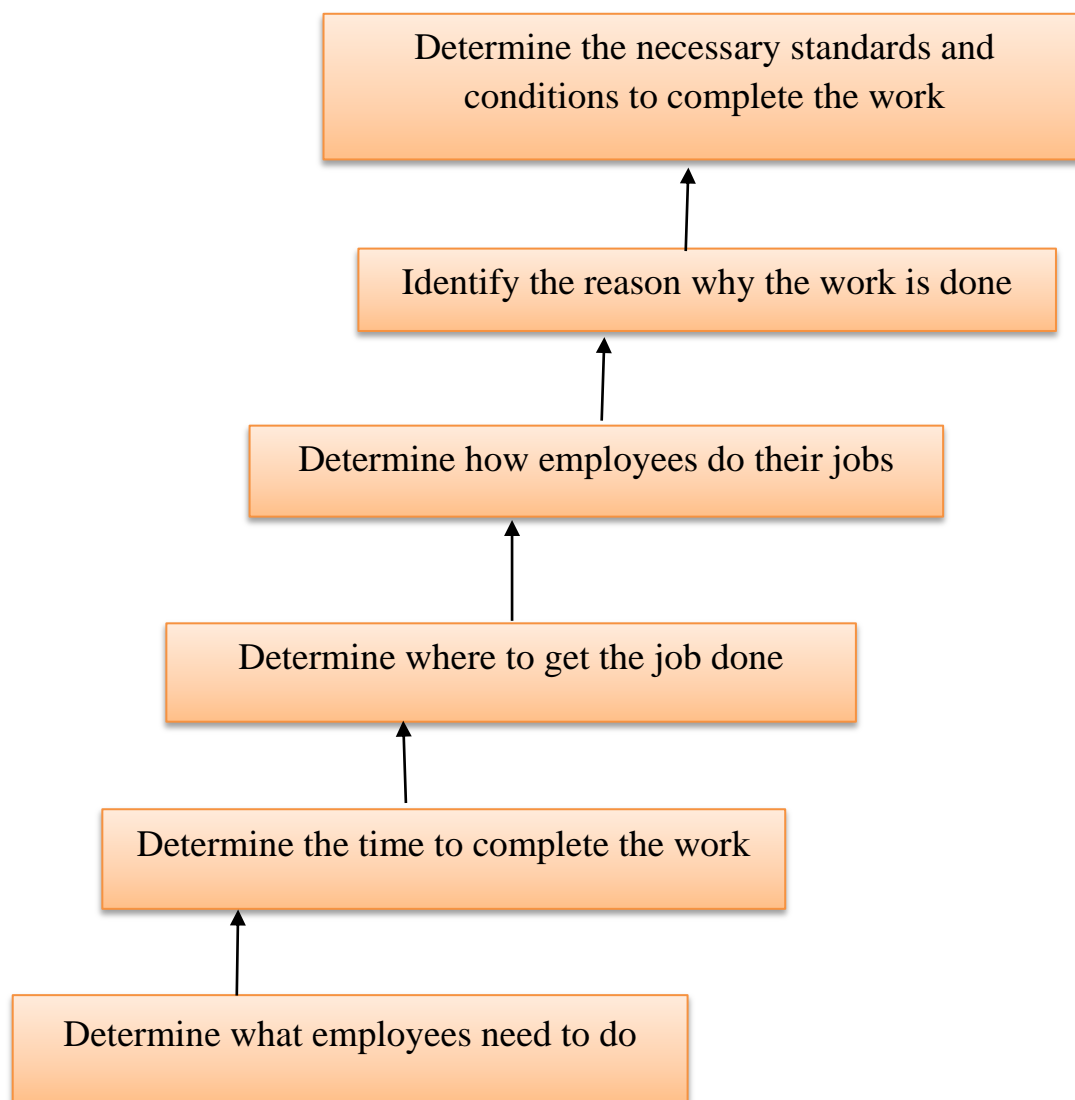 Determine the necessary standards and
conditions to complete the work
Identify the reason why the work is done
Determine how employees do their jobs
Determine where to get the job done
Determine the time to complete the work
Determine what employees need to do